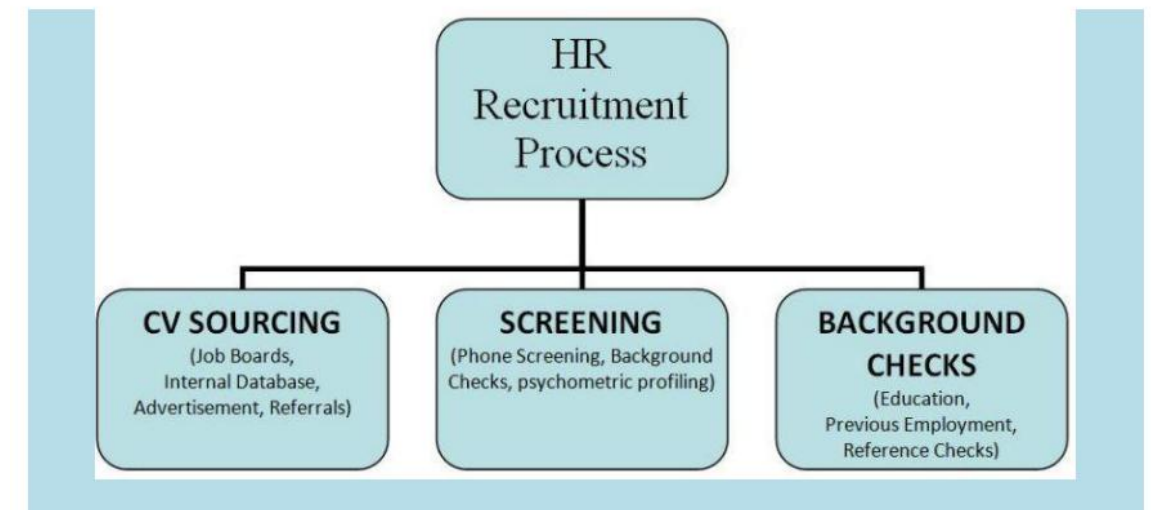 HR
Recruitment
Process
CV SOURCING
(Job Boards,
Internal Database,
Advertisement, Referrals)
SCREENING
(Phone Screening, Background
Checks, psychometric profiling)
BACKGROUND
CHECKS
(Education,
Previous Employment,
Reference Checks)